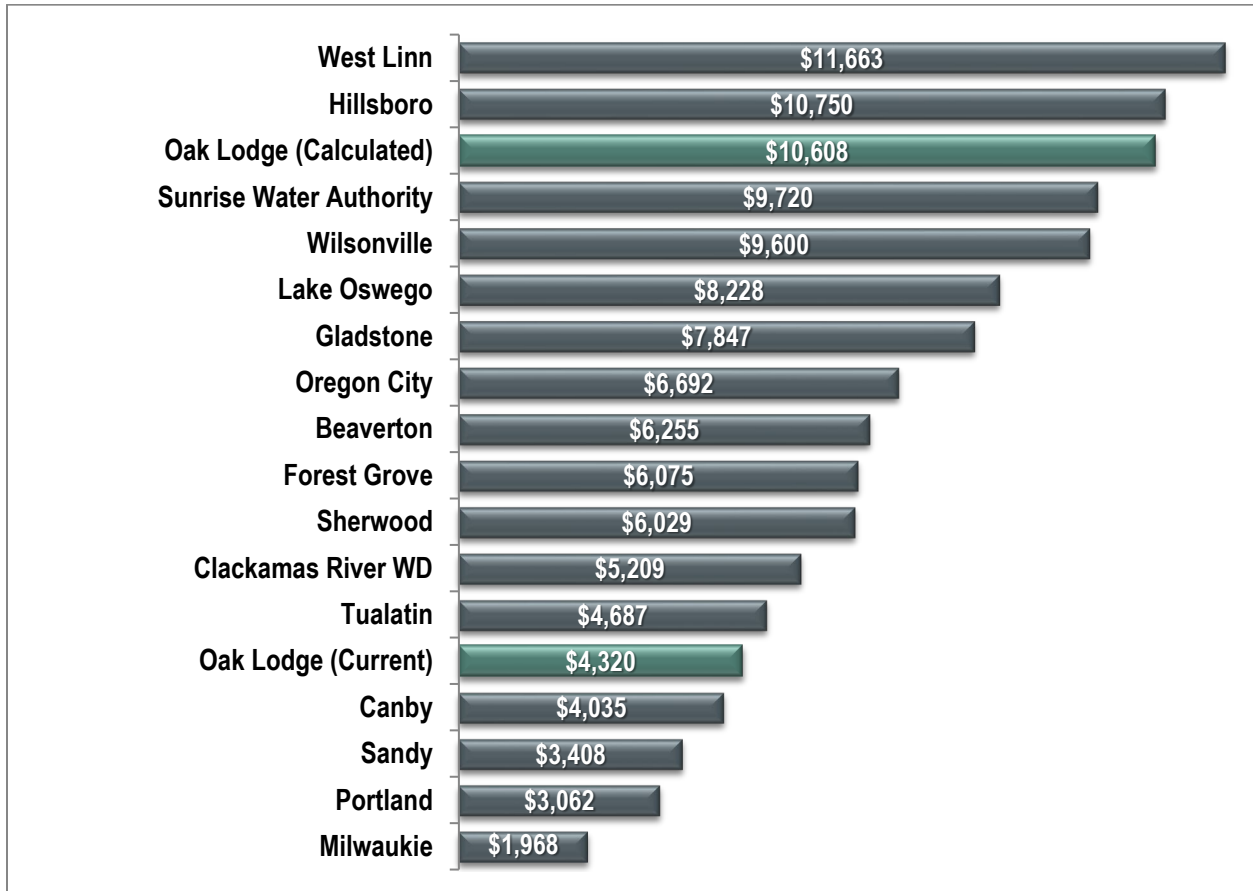 West Linn $11,663
Hillsboro $10,750
Oak Lodge (Calculated) $10,608
Sunrise Water Authority $9,720
Wilsonville $9,600
Lake Oswego $8,228
Gladstone $7,847
Oregon City $6,692
Beaverton $6,255
Forest Grove $6,075
Sherwood $6,029
Clackamas River WD $5,209
Tualatin $4,687
Oak Lodge (Current) $4,320
Canby $4,035
Sandy $3,408
Portland $3,062
Milwaukie $1,968